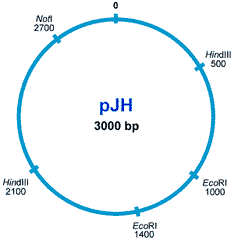 0
NotI
2700
HindIII
500
pJH
3000 bp
HindIII
2100
EcoRI
1000
EcoRI
1400